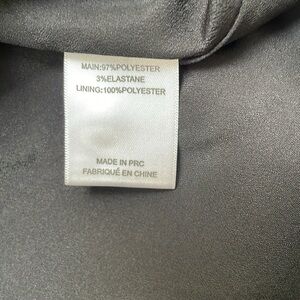 MAIN:97%POLYESTER
3%ELASTANE
LINING:100%POLYESTER
MADE IN PRC
FABRIQUÉ EN CHINE